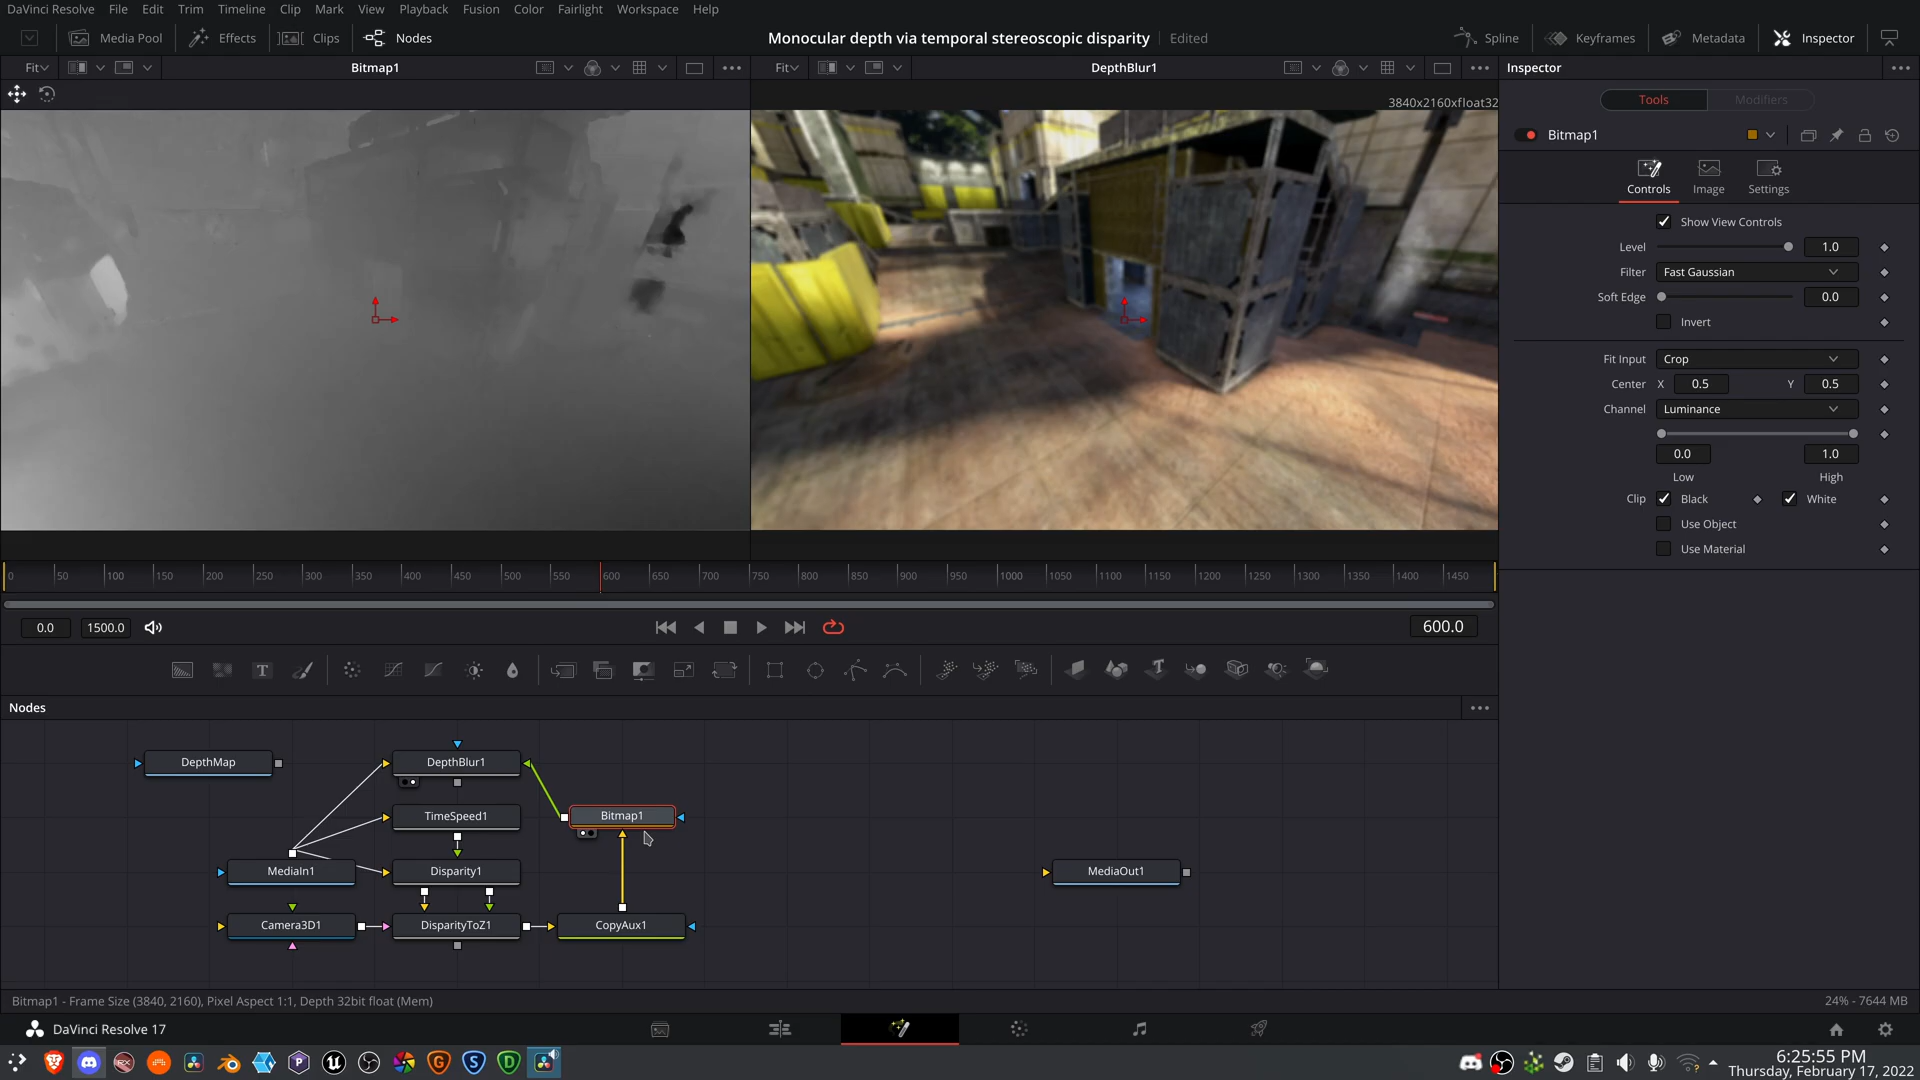 DaVinci Resolve File Edit Trim Timeline Clip Mark View Playback Fusion Color Fairlight Workspace Help
Media Pool Effects Clips Nodes Monocular depth via temporal stereoscopic disparity Edited Spline Keyframes Metadata Inspector
Fit Bitmap1 Fit DepthBlur1 Inspector
3840x2160xfloat32
Tools Modifiers
Bitmap1
Controls Image Settings
Show View Controls
Level 1.0
Filter Fast Gaussian
Soft Edge 0.0
Invert
Fit Input Crop
Center X 0.5 Y 0.5
Channel Luminance
0.0 1.0
Low High
Clip Black White
Use Object
Use Material
0 50 100 150 200 250 300 350 400 450 500 550 600 650 700 750 800 850 900 950 1000 1050 1100 1150 1200 1250 1300 1350 1400 1450
0.0 1500.0 600.0
Nodes
DepthMap DepthBlur1
TimeSpeed1 Bitmap1
MediaIn1 Disparity1 MediaOut1
Camera3D1 DisparityToZ1 CopyAux1
Bitmap1 - Frame Size (3840, 2160), Pixel Aspect 1:1, Depth 32bit float (Mem) 24% - 7644 MB
DaVinci Resolve 17
6:25:55 PM
Thursday, February 17, 2022